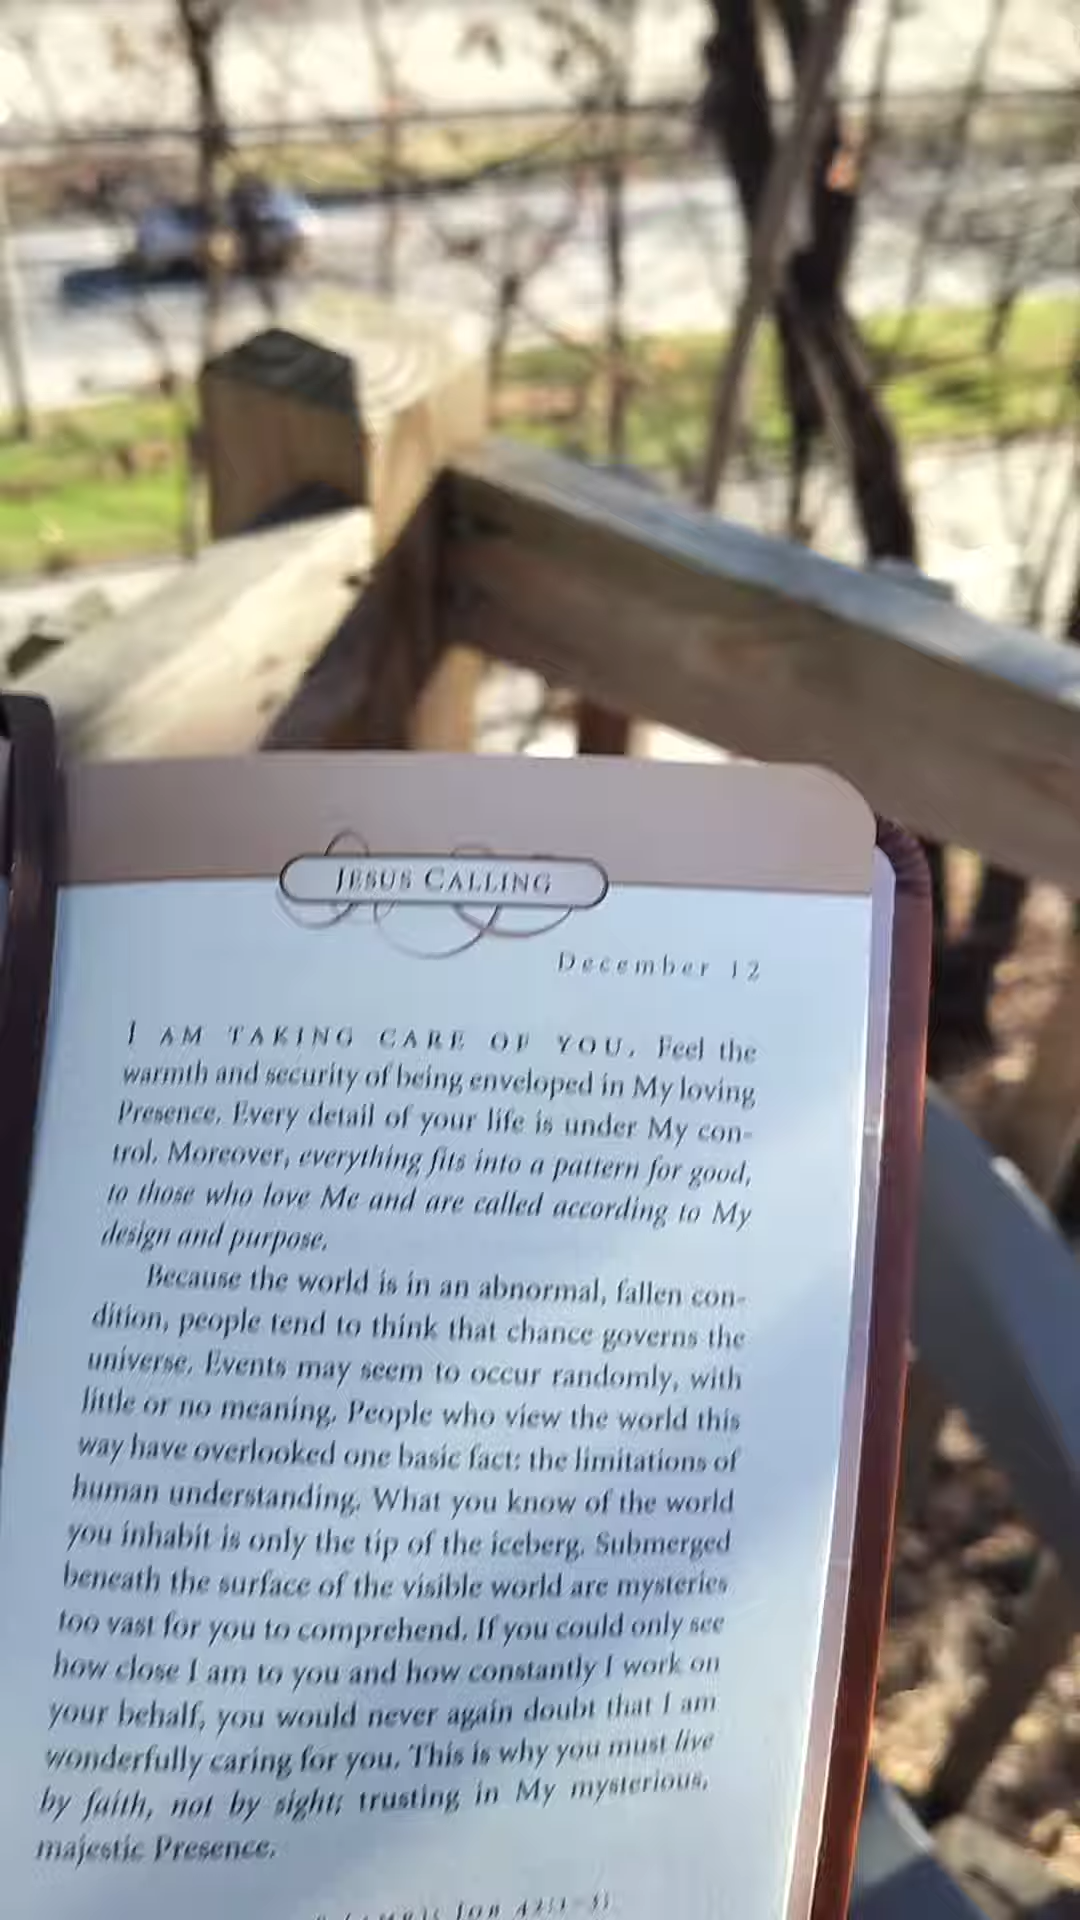 JESUS CALLING
December 12
I AM TAKING CARE OF YOU. Feel the
warmth and security of being enveloped in My loving
Presence. Every detail of your life is under My con-
trol. Moreover, everything fits into a pattern for good,
to those who love Me and are called according to My
design and purpose.
Because the world is in an abnormal, fallen con-
dition, people tend to think that chance governs the
universe. Events may seem to occur randomly, with
little or no meaning. People who view the world this
way have overlooked one basic fact: the limitations of
human understanding. What you know of the world
you inhabit is only the tip of the iceberg. Submerged
beneath the surface of the visible world are mysteries
too vast for you to comprehend. If you could only see
how close I am to you and how constantly I work on
your behalf, you would never again doubt that I am
wonderfully caring for you. This is why you must live
by faith, not by sight; trusting in My mysterious,
majestic Presence.
JOB